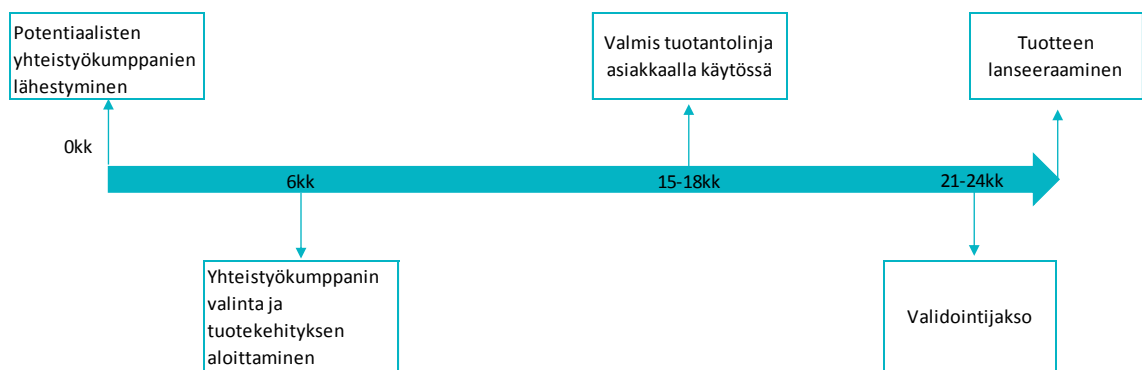 Potentiaalisten
yhteistyökumppanien
lähestyminen
Valmis tuotantolinja
asiakkaalla käytössä
Tuotteen
lanseeraaminen
0kk
6kk
15-18kk
21-24kk
Yhteistyökumppanin
valinta ja
tuotekehityksen
aloittaminen
Validointijakso